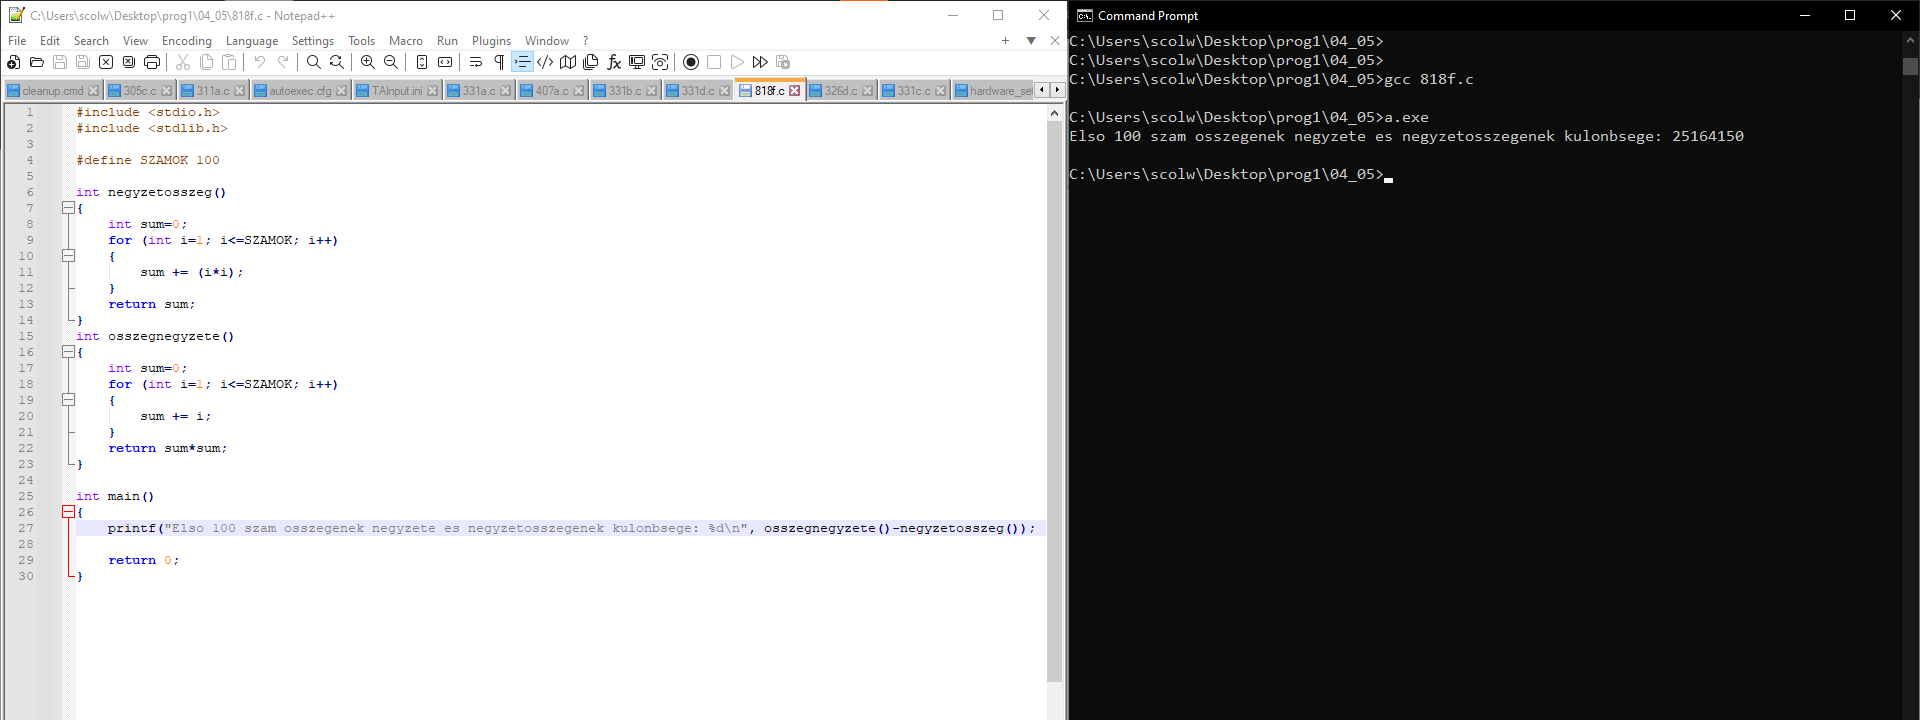 C:\Users\scolw\Desktop\prog1\04_05\818f.c - Notepad++
File Edit Search View Encoding Language Settings Tools Macro Run Plugins Window ?
cleanup.cmd 305c.c 311a.c autoexec.cfg TAInput.ini 331a.c 407a.c 331b.c 331d.c 818f.c 326d.c 331c.c hardware_se
1 #include <stdio.h>
2 #include <stdlib.h>
3
4 #define SZAMOK 100
5
6 int negyzetosszeg()
7 {
8 int sum=0;
9 for (int i=1; i<=SZAMOK; i++)
10 {
11 sum += (i*i);
12 }
13 return sum;
14 }
15 int osszegnegyzete()
16 {
17 int sum=0;
18 for (int i=1; i<=SZAMOK; i++)
19 {
20 sum += i;
21 }
22 return sum*sum;
23 }
24
25 int main()
26 {
27 printf("Elso 100 szam osszegenek negyzete es negyzetosszegenek kulonbsege: %d\n", osszegnegyzete()-negyzetosszeg());
28
29 return 0;
30 }
Command Prompt
C:\Users\scolw\Desktop\prog1\04_05>
C:\Users\scolw\Desktop\prog1\04_05>
C:\Users\scolw\Desktop\prog1\04_05>gcc 818f.c
C:\Users\scolw\Desktop\prog1\04_05>a.exe
Elso 100 szam osszegenek negyzete es negyzetosszegenek kulonbsege: 25164150
C:\Users\scolw\Desktop\prog1\04_05>